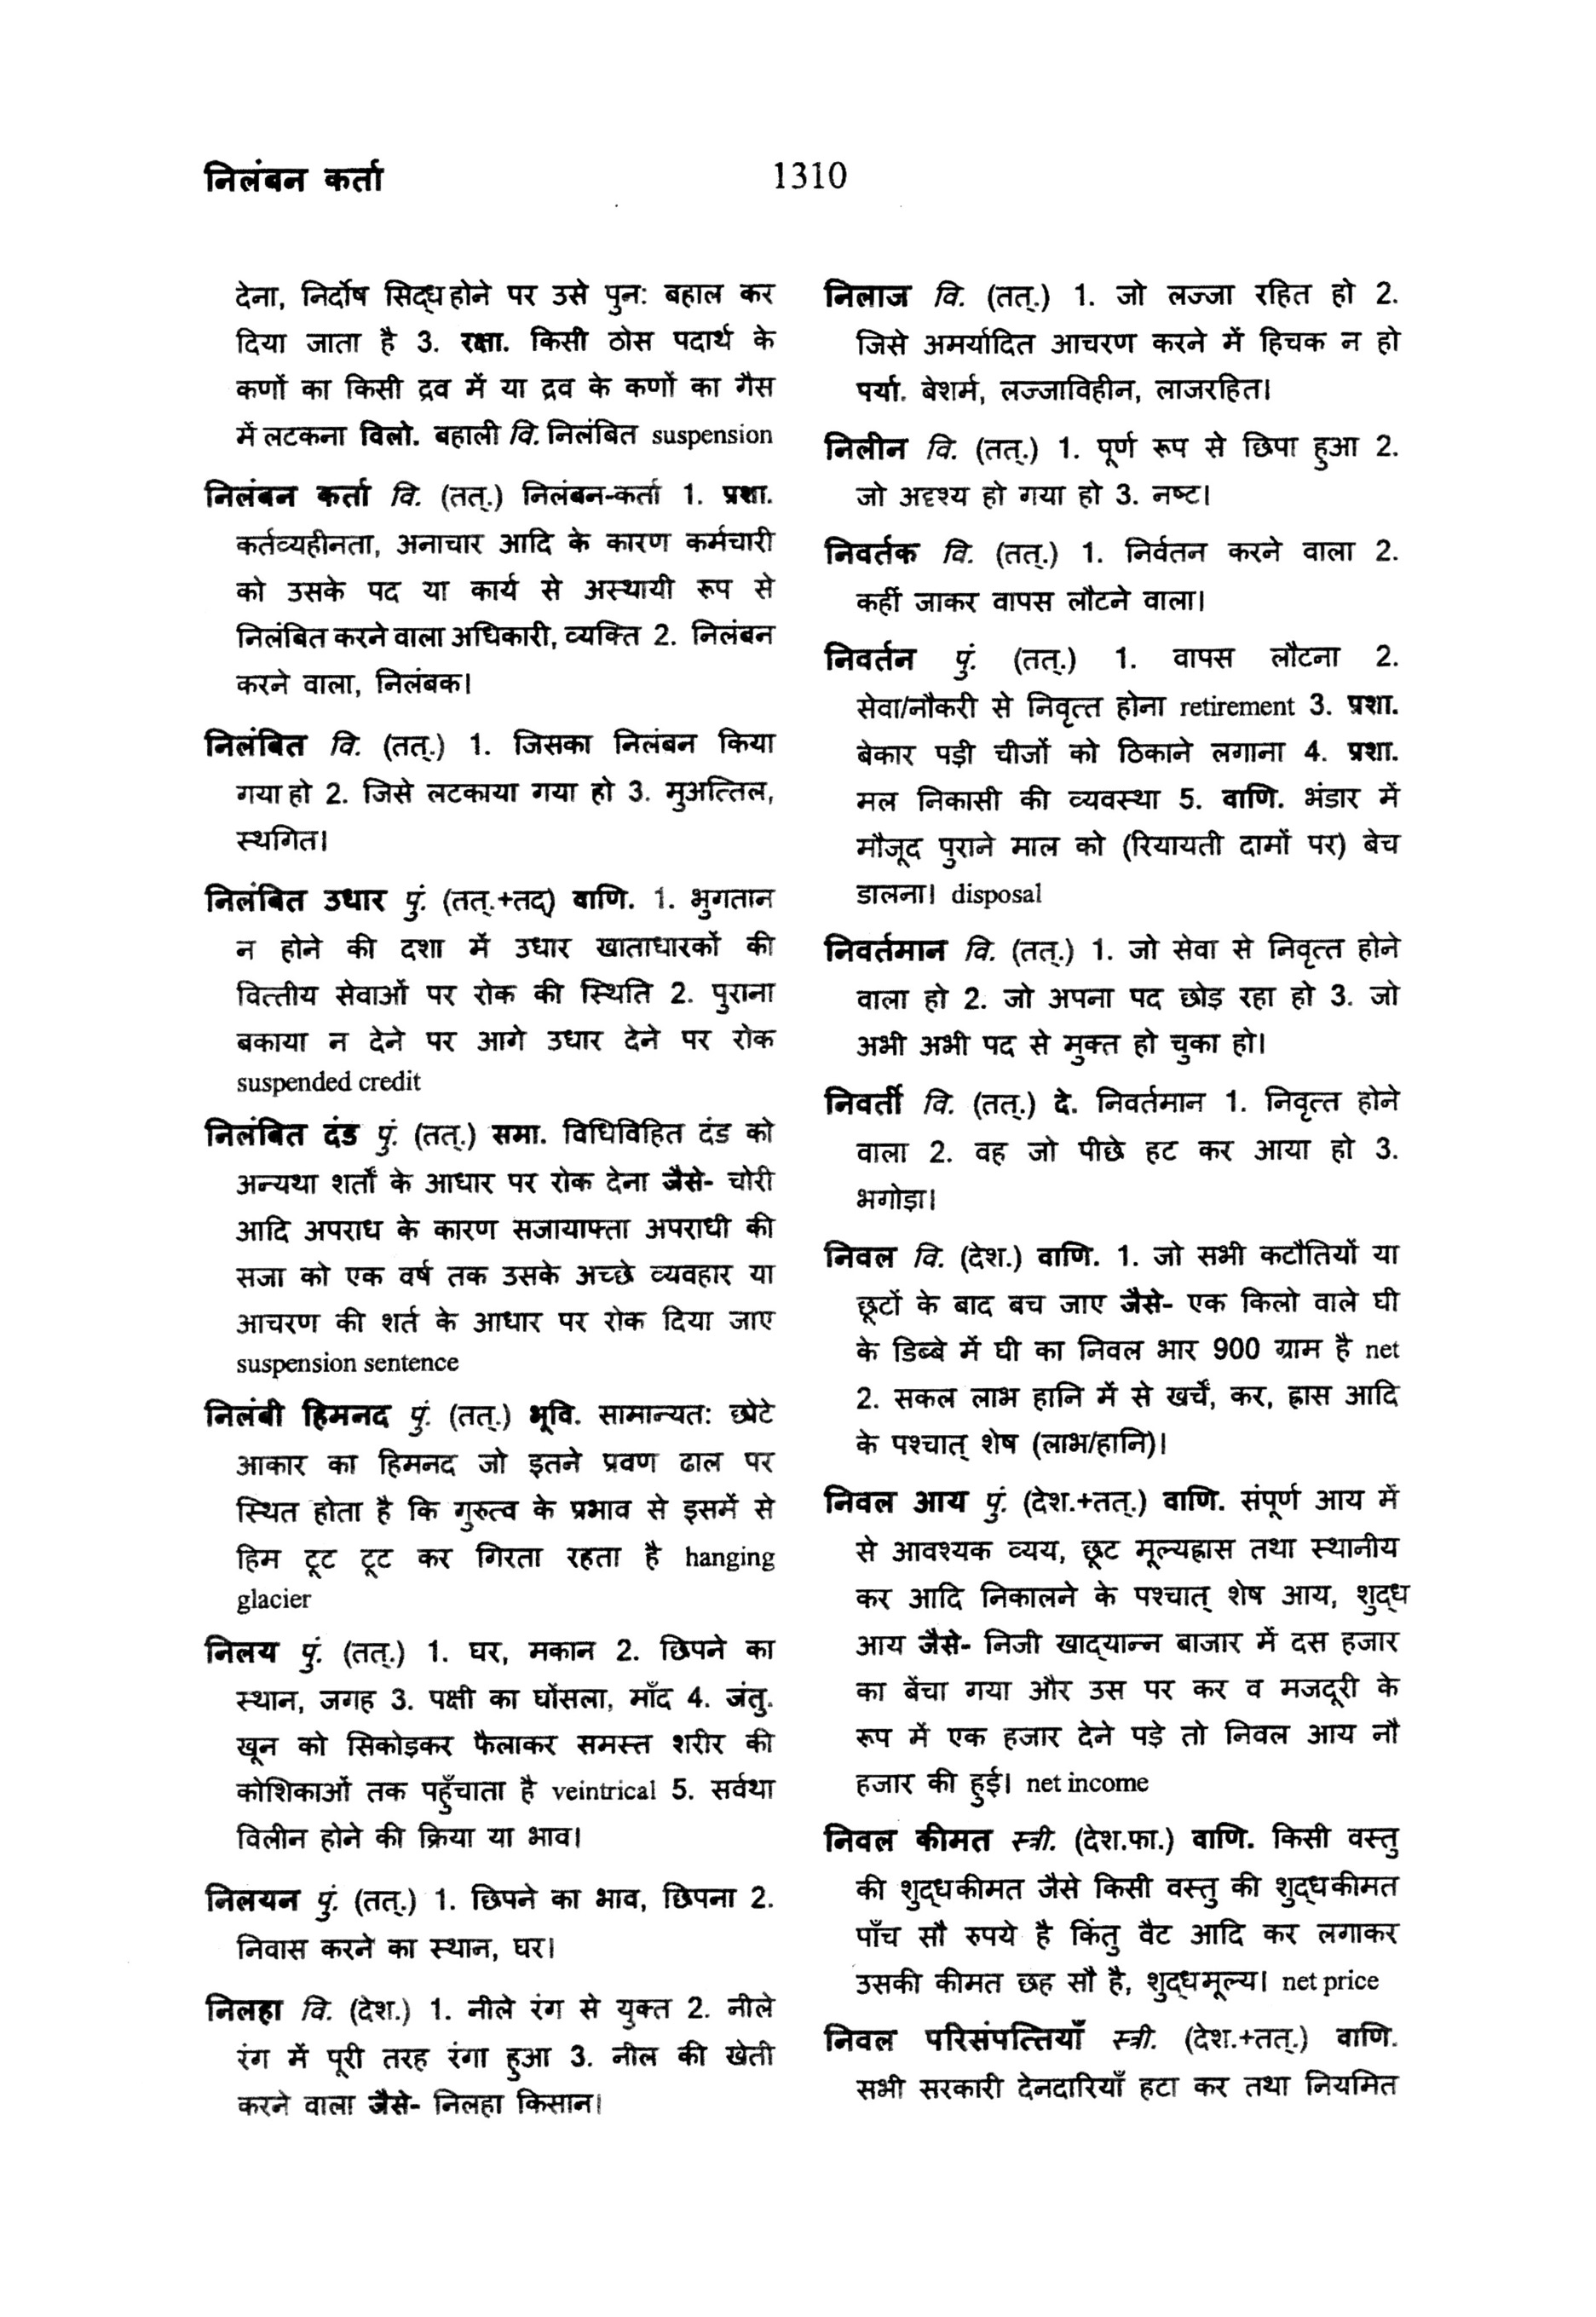 निलंबन कर्ता
1310
देना, निर्दोष सिद्ध होने पर उसे पुन: बहाल कर
दिया जाता है 3. रक्षा. किसी ठोस पदार्थ के
कणों का किसी द्रव में या द्रव के कणों का गैस
में लटकना विलो. बहाली वि. निलंबित suspension
निलंबन कर्ता वि. (तत्.) निलंबन-कर्ता 1. प्रशा.
कर्तव्यहीनता, अनाचार आदि के कारण कर्मचारी
को उसके पद या कार्य से अस्थायी रूप से
निलंबित करने वाला अधिकारी, व्यक्ति 2. निलंबन
करने वाला, निलंबक।
निलंबित वि. (तत्.) 1. जिसका निलंबन किया
गया हो 2. जिसे लटकाया गया हो 3. मुअत्तिल,
स्थगित।
निलंबित उधार पुं. (तत्.+तद्) वाणि. 1. भुगतान
न होने की दशा में उधार खाताधारकों की
वित्तीय सेवाओं पर रोक की स्थिति 2. पुराना
बकाया न देने पर आगे उधार देने पर रोक
suspended credit
निलंबित दंड पुं. (तत्.) समा. विधिविहित दंड को
अन्यथा शर्तों के आधार पर रोक देना जैसे- चोरी
आदि अपराध के कारण सजायाफ्ता अपराधी की
सजा को एक वर्ष तक उसके अच्छे व्यवहार या
आचरण की शर्त के आधार पर रोक दिया जाए
suspension sentence
निलंबी हिमनद पुं. (तत्.) भूवि. सामान्यत: छोटे
आकार का हिमनद जो इतने प्रवण ढाल पर
स्थित होता है कि गुरुत्व के प्रभाव से इसमें से
हिम टूट टूट कर गिरता रहता है hanging
glacier
निलय पुं. (तत्.) 1. घर, मकान 2. छिपने का
स्थान, जगह 3. पक्षी का घोंसला, माँद 4. जंतु.
खून को सिकोड़कर फैलाकर समस्त शरीर की
कोशिकाओं तक पहुँचाता है veintrical 5. सर्वथा
विलीन होने की क्रिया या भाव।
निलयन पुं. (तत्.) 1. छिपने का भाव, छिपना 2.
निवास करने का स्थान, घर।
निलहा वि. (देश.) 1. नीले रंग से युक्त 2. नीले
रंग में पूरी तरह रंगा हुआ 3. नील की खेती
करने वाला जैसे- निलहा किसान।
निलाज वि. (तत्.) 1. जो लज्जा रहित हो 2.
जिसे अमर्यादित आचरण करने में हिचक न हो
पर्या. बेशर्म, लज्जाविहीन, लाजरहित।
निलीन वि. (तत्.) 1. पूर्ण रूप से छिपा हुआ 2.
जो अदृश्य हो गया हो 3. नष्ट।
निवर्तक वि. (तत्.) 1. निर्वतन करने वाला 2.
कहीं जाकर वापस लौटने वाला।
निवर्तन पुं. (तत्.) 1. वापस लौटना 2.
सेवा/नौकरी से निवृत्त होना retirement 3. प्रशा.
बेकार पड़ी चीजों को ठिकाने लगाना 4. प्रशा.
मल निकासी की व्यवस्था 5. वाणि. भंडार में
मौजूद पुराने माल को (रियायती दामों पर) बेच
डालना। disposal
निवर्तमान वि. (तत्.) 1. जो सेवा से निवृत्त होने
वाला हो 2. जो अपना पद छोड़ रहा हो 3. जो
अभी अभी पद से मुक्त हो चुका हो।
निवर्ती वि. (तत्.) दे. निवर्तमान 1. निवृत्त होने
वाला 2. वह जो पीछे हट कर आया हो 3.
भगोड़ा।
निवल वि. (देश.) वाणि. 1. जो सभी कटौतियों या
छूटों के बाद बच जाए जैसे- एक किलो वाले घी
के डिब्बे में घी का निवल भार 900 ग्राम है net
2. सकल लाभ हानि में से खर्चे, कर, ह्रास आदि
के पश्चात् शेष (लाभ/हानि)।
निवल आय पुं. (देश.+तत्.) वाणि. संपूर्ण आय में
से आवश्यक व्यय, छूट मूल्यह्रास तथा स्थानीय
कर आदि निकालने के पश्चात् शेष आय, शुद्ध
आय जैसे- निजी खाद्यान्न बाजार में दस हजार
का बेंचा गया और उस पर कर व मजदूरी के
रूप में एक हजार देने पड़े तो निवल आय नौ
हजार की हुई। net income
निवल कीमत स्त्री. (देश.फा.) वाणि. किसी वस्तु
की शुद्धकीमत जैसे किसी वस्तु की शुद्धकीमत
पाँच सौ रुपये है किंतु वैट आदि कर लगाकर
उसकी कीमत छह सौ है, शुद्धमूल्य। net price
निवल परिसंपत्तियाँ स्त्री. (देश.+तत्.) वाणि.
सभी सरकारी देनदारियाँ हटा कर तथा नियमित